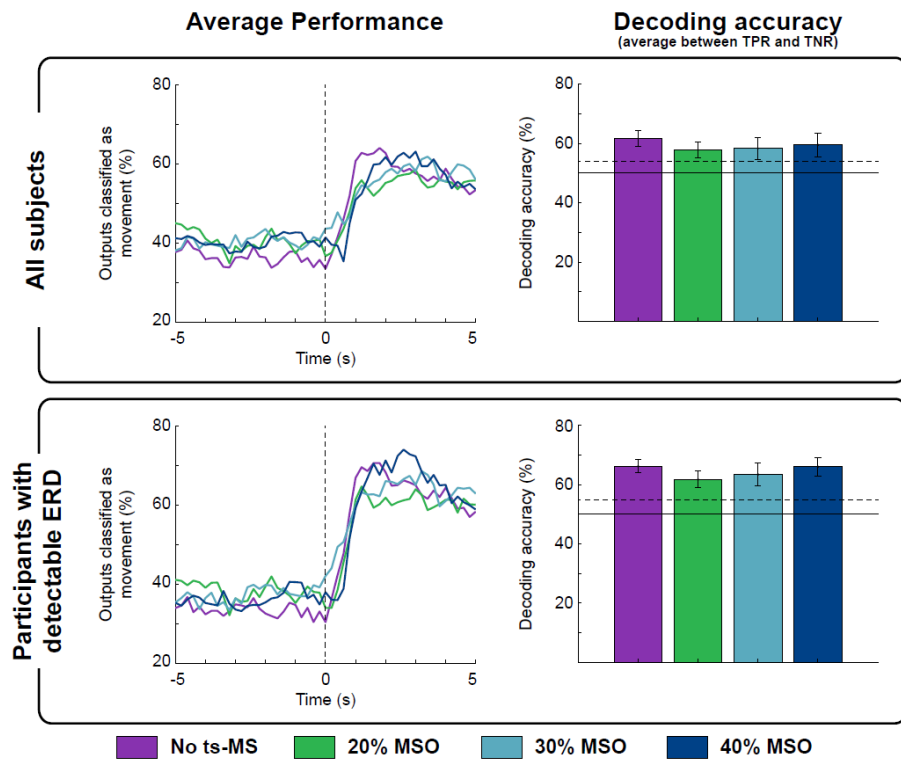 Average Performance
Decoding accuracy
(average between TPR and TNR)
All subjects
Outputs classified as
movement (%)
80
60
40
20
-5
0
5
Time (s)
Decoding accuracy (%)
80
60
40
20
Participants with
detectable ERD
Outputs classified as
movement (%)
80
60
40
20
-5
0
5
Time (s)
Decoding accuracy (%)
80
60
40
20
No ts-MS
20% MSO
30% MSO
40% MSO